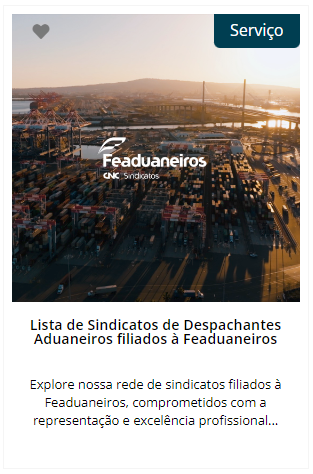 Serviço
Feaduaneiros
CNC Sindicatos
Lista de Sindicatos de Despachantes
Aduaneiros filiados à Feaduaneiros
Explore nossa rede de sindicatos filiados à
Feaduaneiros, comprometidos com a
representação e excelência profissional...